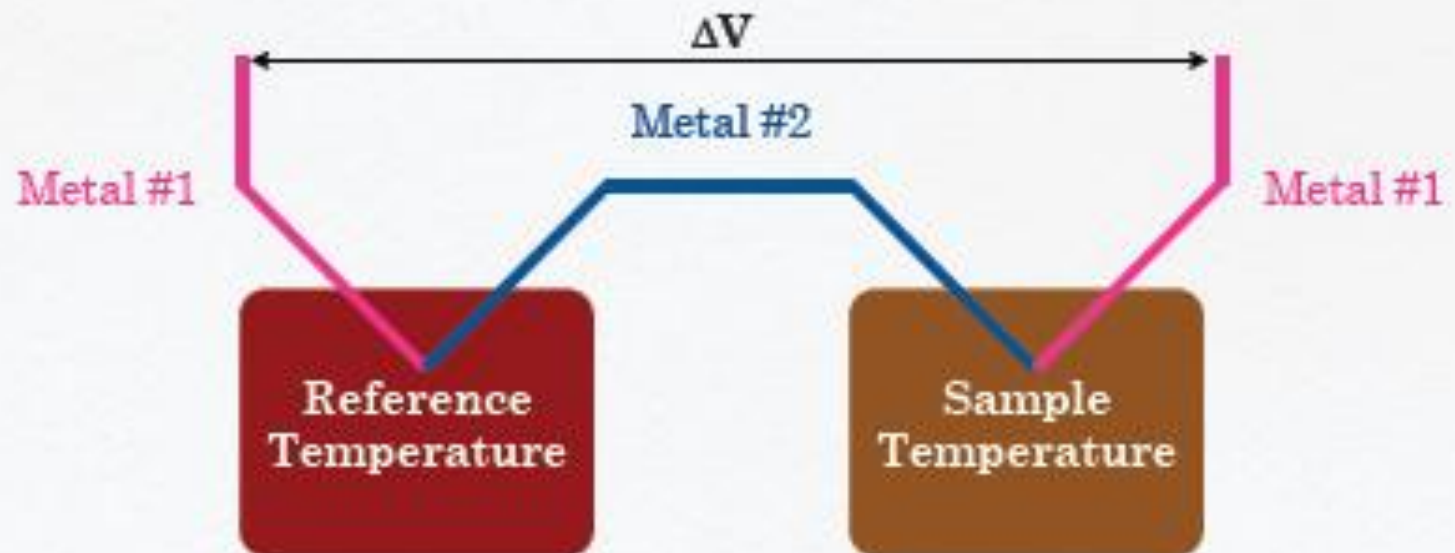 ΔV
Metal #2
Metal #1
Metal #1
Reference
Temperature
Sample
Temperature